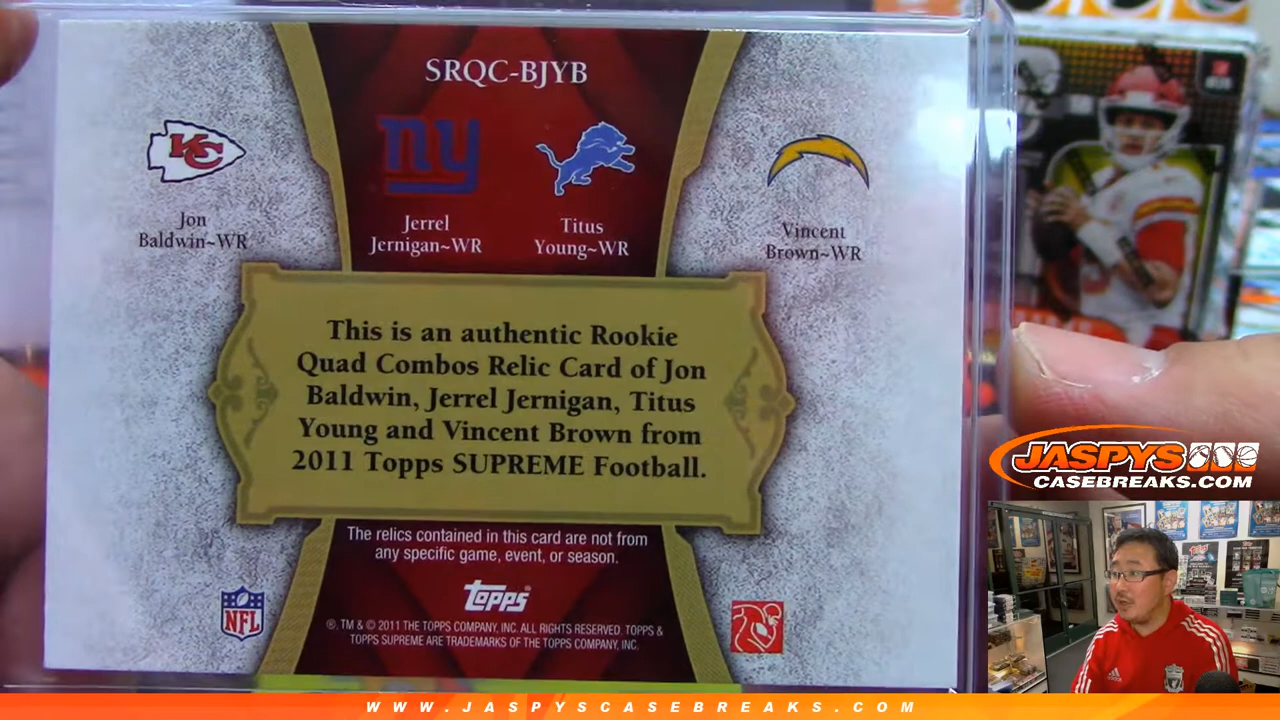 SRQC-BJYB
KC
ny
Jon
Baldwin~WR
Jerrel
Jernigan~WR
Titus
Young~WR
Vincent
Brown~WR
This is an authentic Rookie
Quad Combos Relic Card of Jon
Baldwin, Jerrel Jernigan, Titus
Young and Vincent Brown from
2011 Topps SUPREME Football.
The relics contained in this card are not from
any specific game, event, or season.
NFL
Topps
®, TM & © 2011 THE TOPPS COMPANY, INC. ALL RIGHTS RESERVED. TOPPS &
TOPPS SUPREME ARE TRADEMARKS OF THE TOPPS COMPANY, INC.
JASPYS
CASEBREAKS.COM
WWW.JASPYSCASEBREAKS.COM